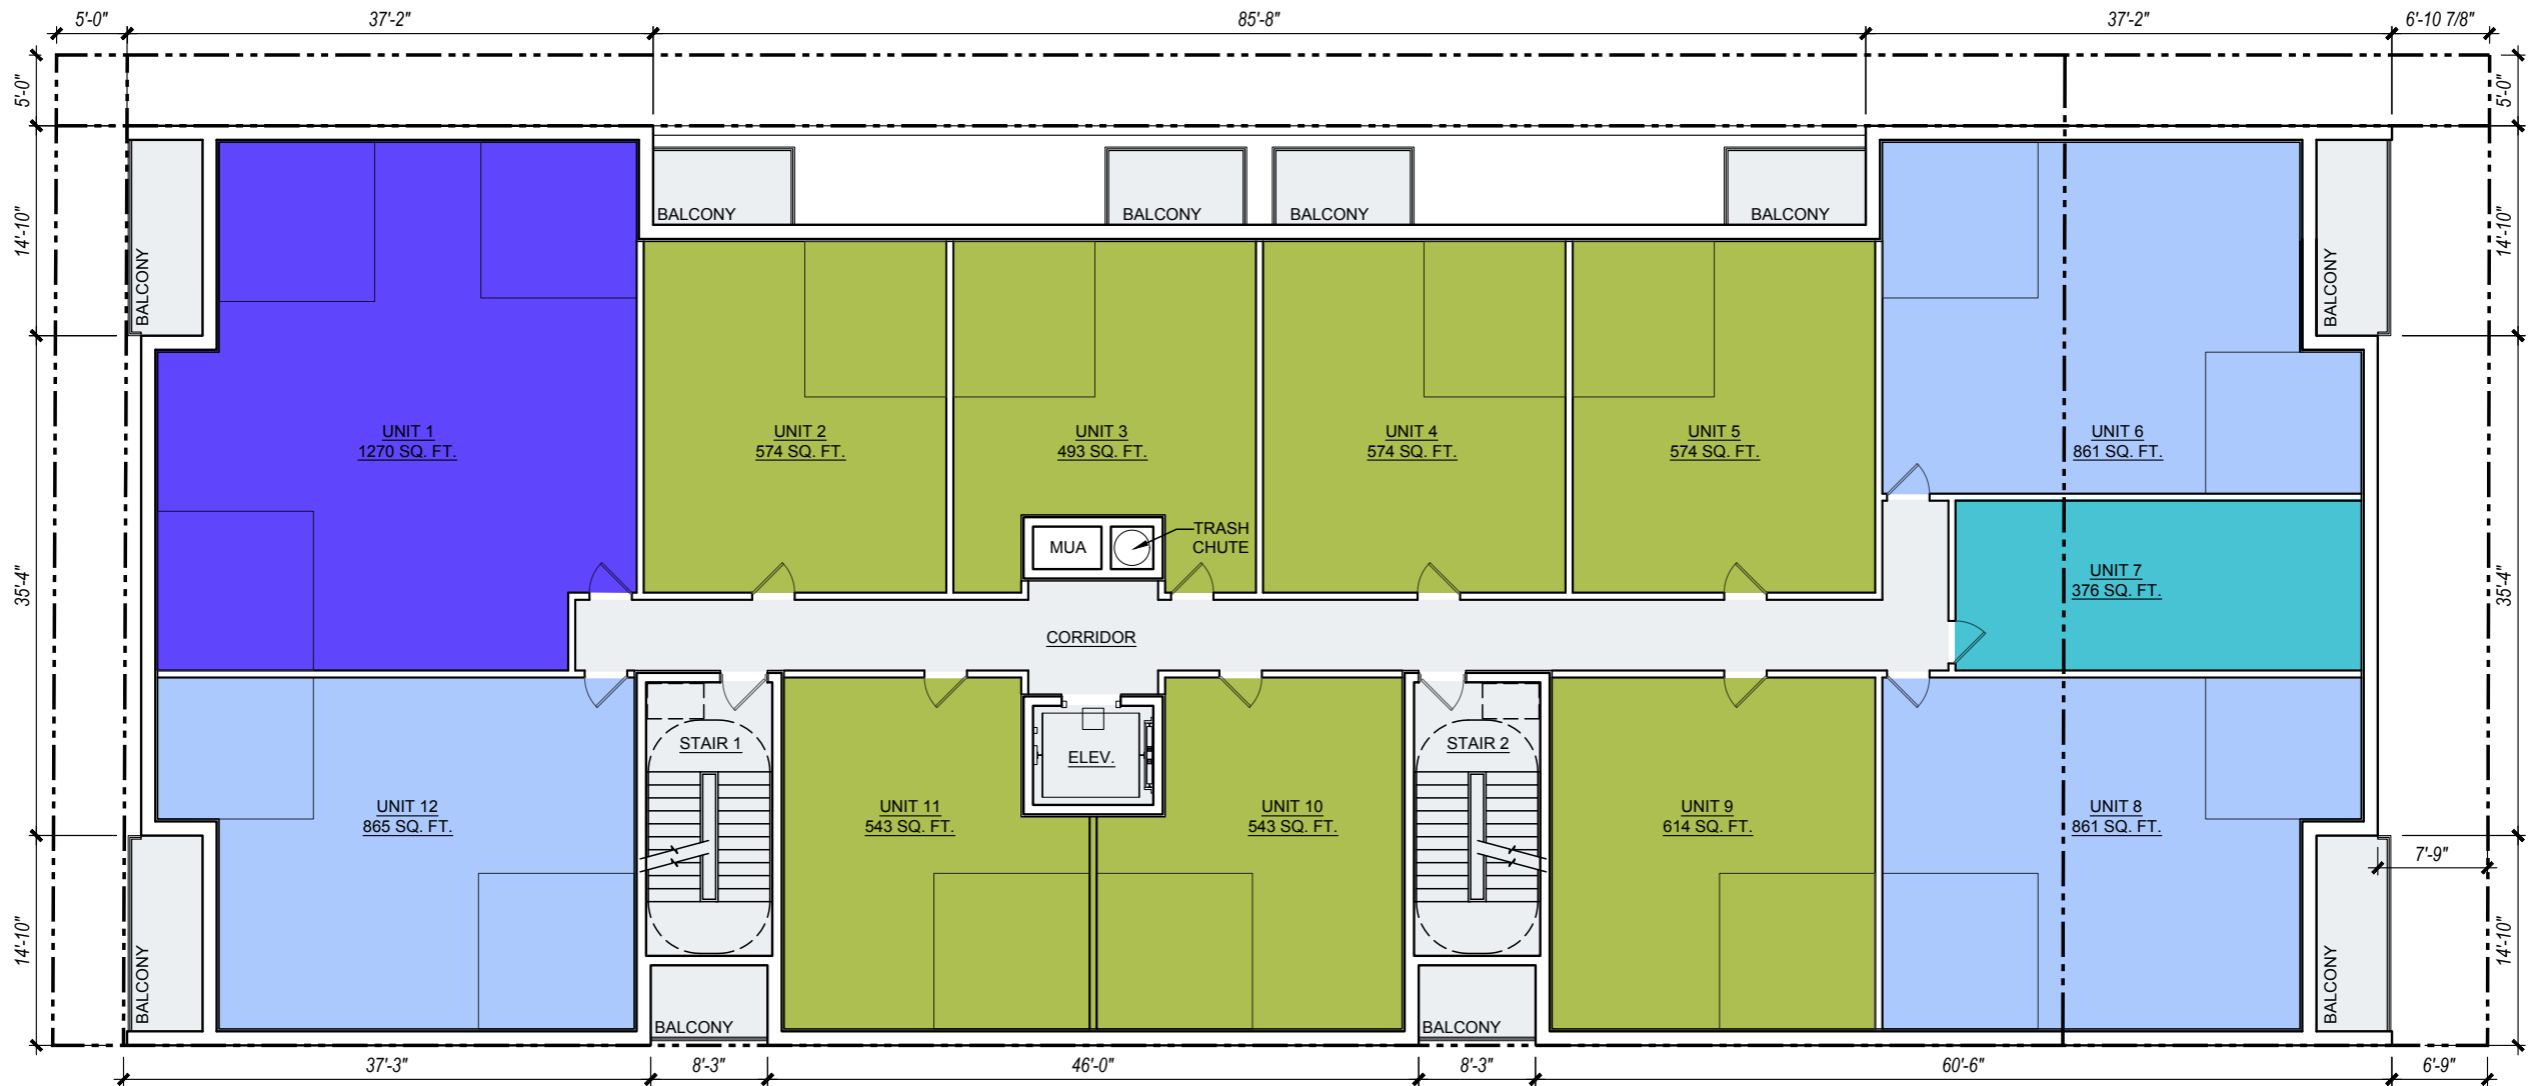 5'-0"
37'-2"
85'-8"
37'-2"
6'-10 7/8"
5'-0"
5'-0"
14'-10"
14'-10"
BALCONY
BALCONY
BALCONY
BALCONY
BALCONY
BALCONY
UNIT 1
1270 SQ. FT.
UNIT 2
574 SQ. FT.
UNIT 3
493 SQ. FT.
UNIT 4
574 SQ. FT.
UNIT 5
574 SQ. FT.
UNIT 6
861 SQ. FT.
MUA
TRASH
CHUTE
UNIT 7
376 SQ. FT.
35'-4"
35'-4"
CORRIDOR
STAIR 1
ELEV.
STAIR 2
UNIT 12
865 SQ. FT.
UNIT 11
543 SQ. FT.
UNIT 10
543 SQ. FT.
UNIT 9
614 SQ. FT.
UNIT 8
861 SQ. FT.
7'-9"
14'-10"
14'-10"
BALCONY
BALCONY
BALCONY
BALCONY
37'-3"
8'-3"
46'-0"
8'-3"
60'-6"
6'-9"